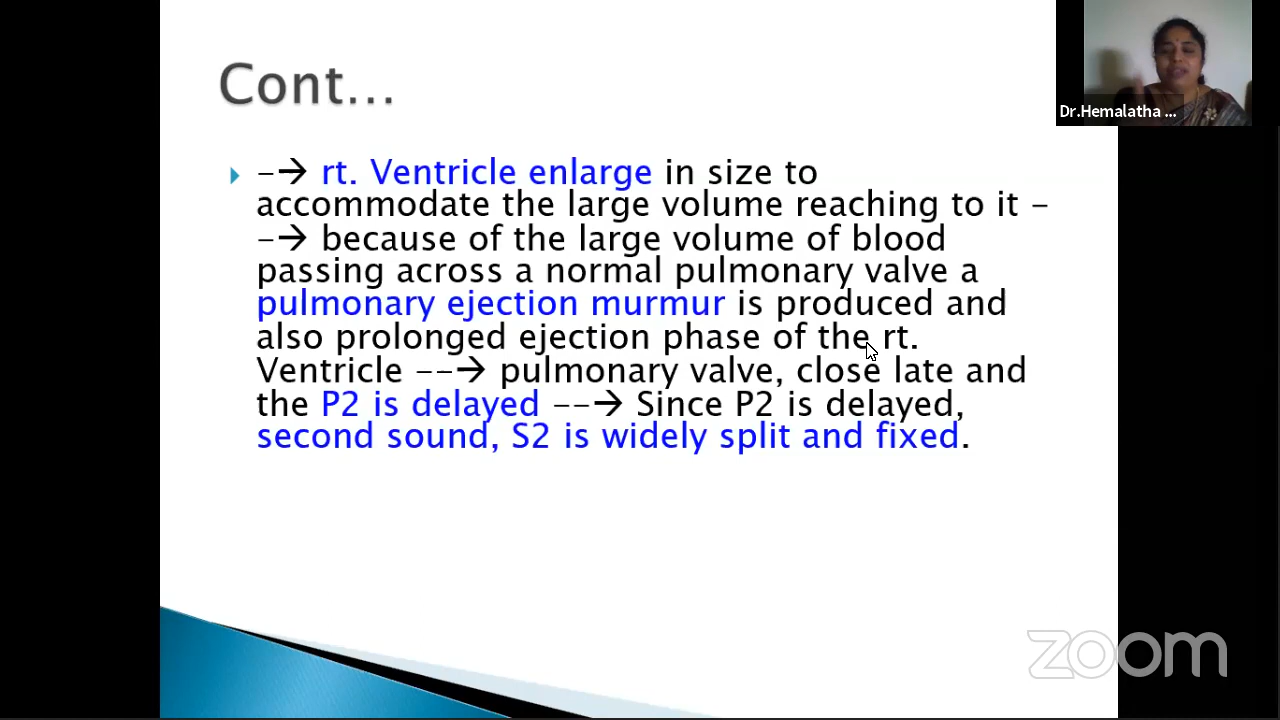 Cont...
Dr.Hemalatha ...
-→ rt. Ventricle enlarge in size to
accommodate the large volume reaching to it -
-→ because of the large volume of blood
passing across a normal pulmonary valve a
pulmonary ejection murmur is produced and
also prolonged ejection phase of the rt.
Ventricle --→ pulmonary valve, close late and
the P2 is delayed --→ Since P2 is delayed,
second sound, S2 is widely split and fixed.
zoom